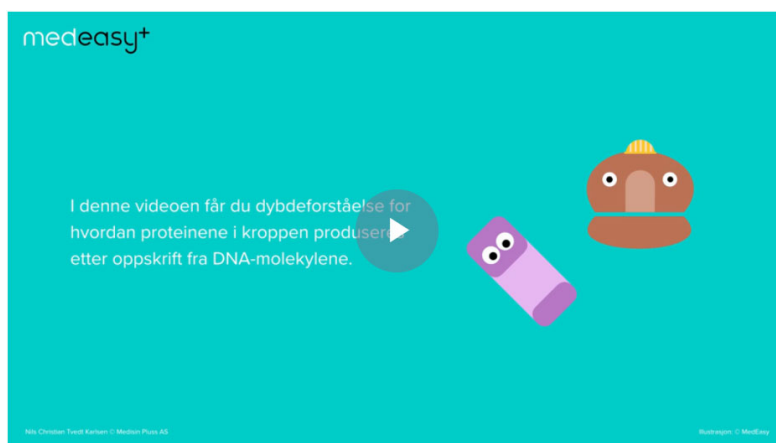 medeasy+
I denne videoen får du dybdeforståelse for
hvordan proteinene i kroppen produseres
etter oppskrift fra DNA-molekylene.
Nils Christian Tvedt Karlsen © Medisin Pluss AS
Illustrasjon: © MedEasy